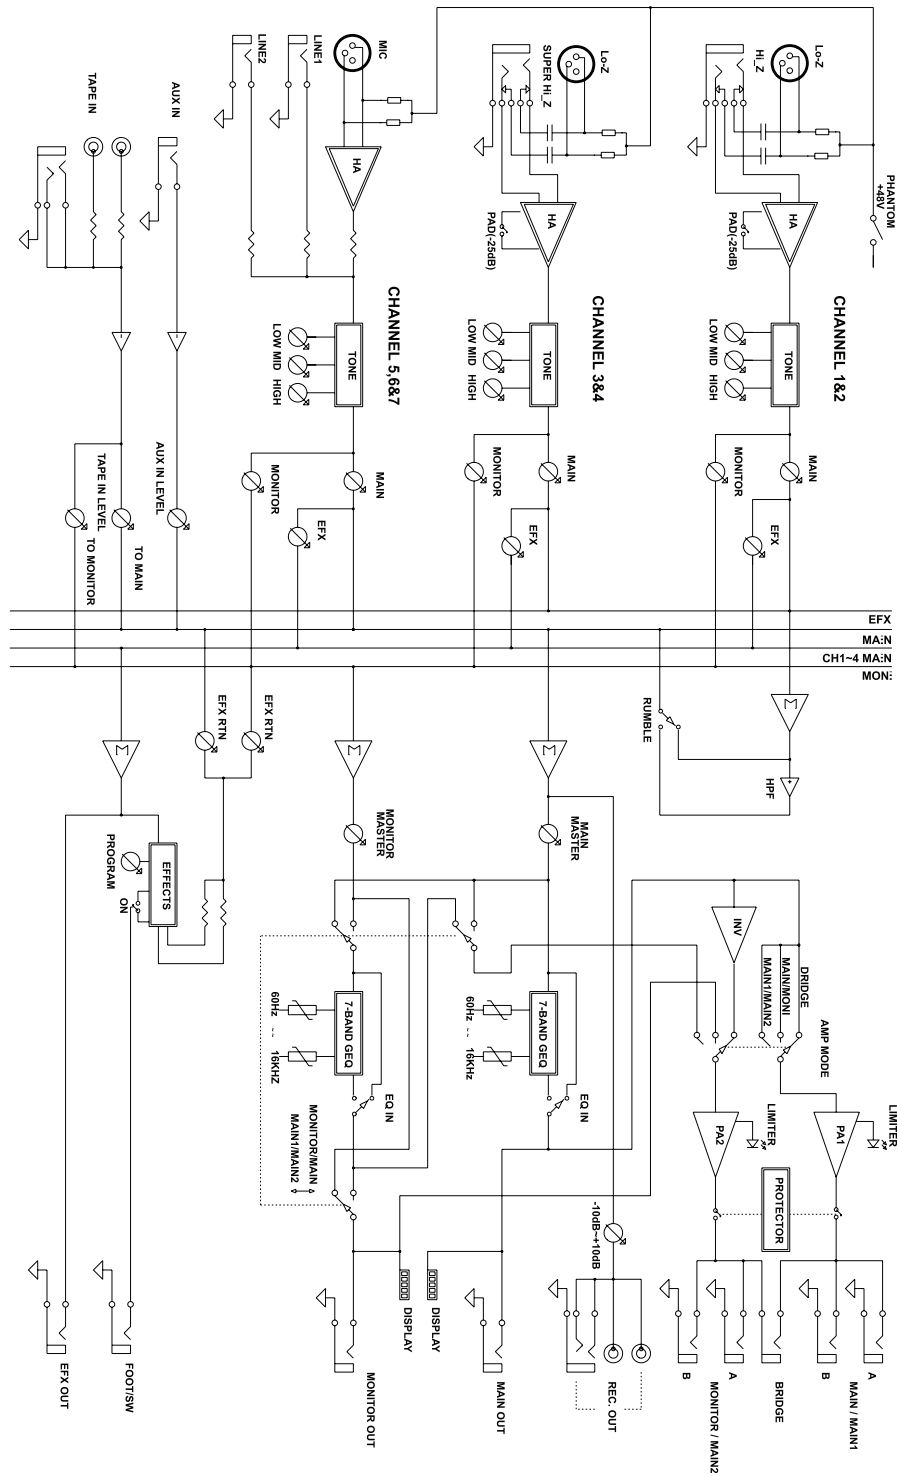 PHANTOM
+48V
Lo-Z
Hi_Z
HA
PAD(-25dB)
CHANNEL 1&2
TONE
LOW MID HIGH
MAIN
MONITOR
EFX
Lo-Z
SUPER Hi_Z
HA
PAD(-25dB)
CHANNEL 3&4
TONE
LOW MID HIGH
MAIN
MONITOR
EFX
MIC
LINE1
LINE2
HA
CHANNEL 5,6&7
TONE
LOW MID HIGH
MAIN
MONITOR
EFX
AUX IN
TAPE IN
AUX IN LEVEL
TAPE IN LEVEL
TO MAIN
TO MONITOR
EFX
MAIN
CH1~4 MAIN
MON:
RUMBLE
HPF
+
Σ
EFX RTN
EFX RTN
Σ
Σ
Σ
MAIN
MASTER
MONITOR
MASTER
PROGRAM
EFFECTS
ON
INV
DRIDGE
MAIN/MONI
MAIN1/MAIN2
AMP MODE
7-BAND GEQ
60Hz -- 16KHz
EQ IN
7-BAND GEQ
60Hz -- 16KHZ
EQ IN
MONITOR/MAIN
MAIN1/MAIN2
LIMITER
PA1
LIMITER
PA2
PROTECTOR
-10dB~+10dB
DISPLAY
DISPLAY
A
B
MAIN / MAIN1
BRIDGE
A
B
MONITOR / MAIN2
REC. OUT
MAIN OUT
MONITOR OUT
FOOT/SW
EFX OUT